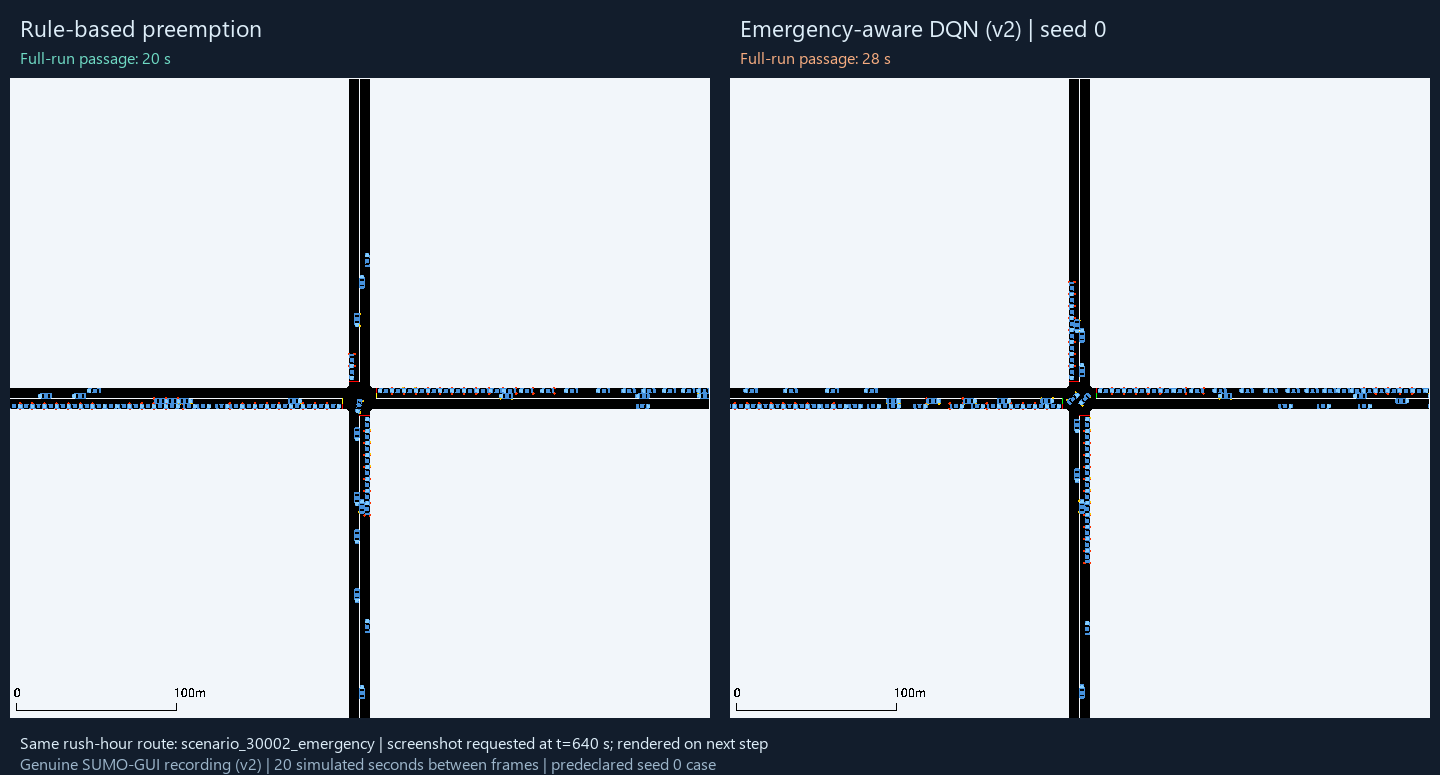 Rule-based preemption
Full-run passage: 20 s
Emergency-aware DQN (v2) | seed 0
Full-run passage: 28 s
0 100m
0 100m
Same rush-hour route: scenario_30002_emergency | screenshot requested at t=640 s; rendered on next step
Genuine SUMO-GUI recording (v2) | 20 simulated seconds between frames | predeclared seed 0 case